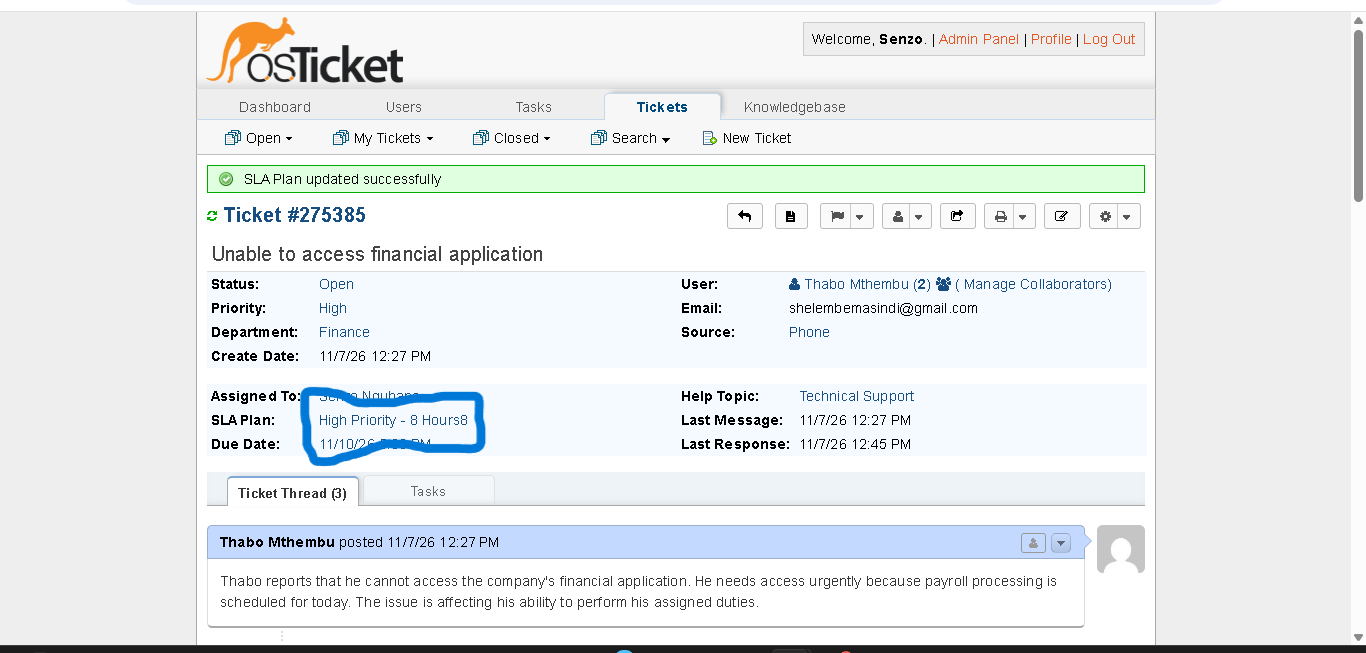 osTicket
Welcome, Senzo. | Admin Panel | Profile | Log Out
Dashboard Users Tasks Tickets Knowledgebase
Open My Tickets Closed Search New Ticket
SLA Plan updated successfully
Ticket #275385
Unable to access financial application
Status: Open
Priority: High
Department: Finance
Create Date: 11/7/26 12:27 PM
User: Thabo Mthembu (2) ( Manage Collaborators)
Email: shelembemasindi@gmail.com
Source: Phone
Assigned To:
SLA Plan: High Priority - 8 Hours8
Due Date: 11/10/26 PM
Help Topic: Technical Support
Last Message: 11/7/26 12:27 PM
Last Response: 11/7/26 12:45 PM
Ticket Thread (3) Tasks
Thabo Mthembu posted 11/7/26 12:27 PM
Thabo reports that he cannot access the company's financial application. He needs access urgently because payroll processing is
scheduled for today. The issue is affecting his ability to perform his assigned duties.